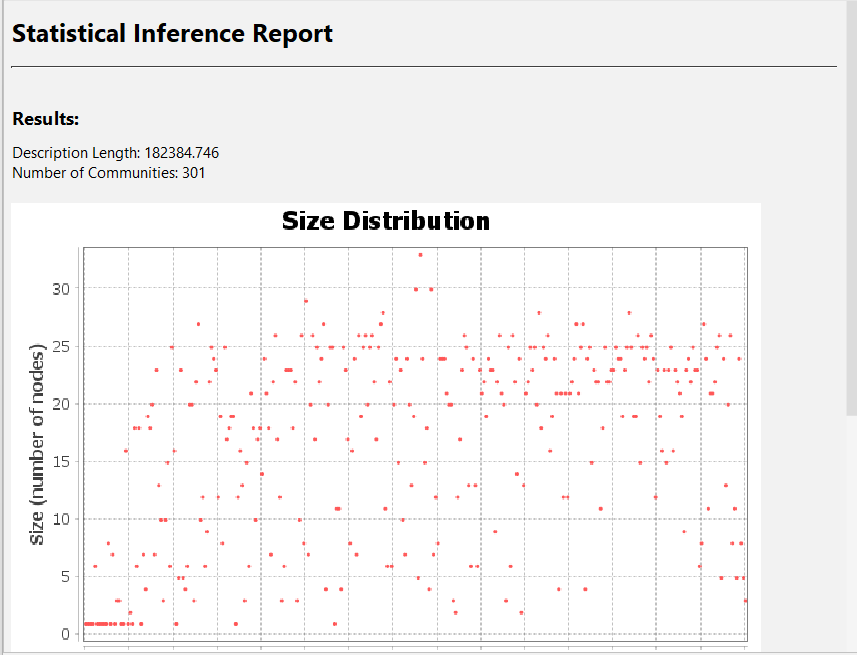 Statistical Inference Report
Results:
Description Length: 182384.746
Number of Communities: 301
Size Distribution
Size (number of nodes)
30
25
20
15
10
5
0